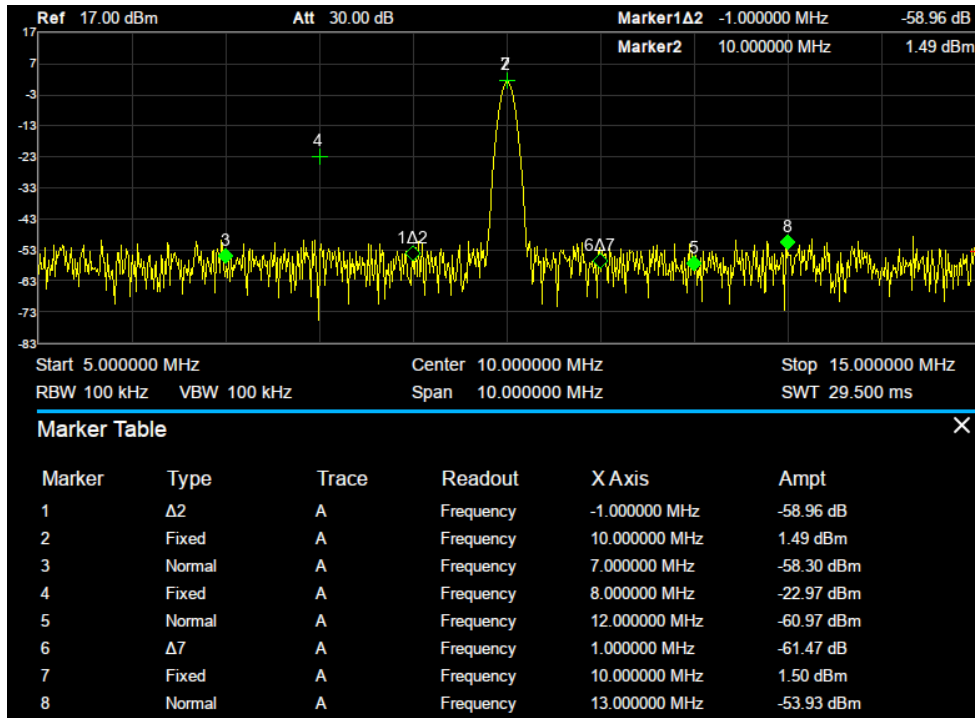 Ref 17.00 dBm Att 30.00 dB Marker1Δ2 -1.000000 MHz -58.96 dB
Marker2 10.000000 MHz 1.49 dBm
17
7
-3
-13
-23
-33
-43
-53
-63
-73
-83
4
3
1Δ2
6Δ7
5
8
Start 5.000000 MHz Center 10.000000 MHz Stop 15.000000 MHz
RBW 100 kHz VBW 100 kHz Span 10.000000 MHz SWT 29.500 ms
Marker Table ×
Marker Type Trace Readout X Axis Ampt
1 Δ2 A Frequency -1.000000 MHz -58.96 dB
2 Fixed A Frequency 10.000000 MHz 1.49 dBm
3 Normal A Frequency 7.000000 MHz -58.30 dBm
4 Fixed A Frequency 8.000000 MHz -22.97 dBm
5 Normal A Frequency 12.000000 MHz -60.97 dBm
6 Δ7 A Frequency 1.000000 MHz -61.47 dB
7 Fixed A Frequency 10.000000 MHz 1.50 dBm
8 Normal A Frequency 13.000000 MHz -53.93 dBm